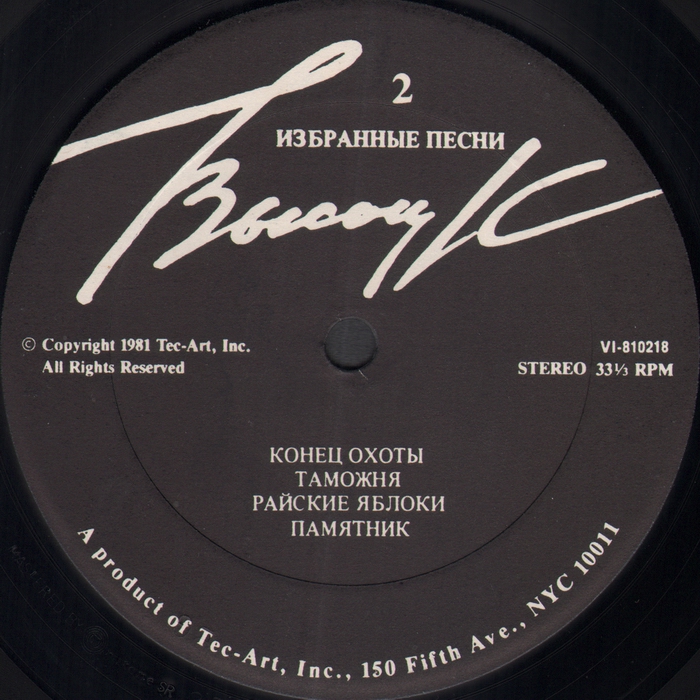 2
ИЗБРАННЫЕ ПЕСНИ
Высоцк
© Copyright 1981 Tec-Art, Inc.
All Rights Reserved
VI-810218
STEREO 33⅓ RPM
КОНЕЦ ОХОТЫ
ТАМОЖНЯ
РАЙСКИЕ ЯБЛОКИ
ПАМЯТНИК
A product of Tec-Art, Inc., 150 Fifth Ave., NYC 10011